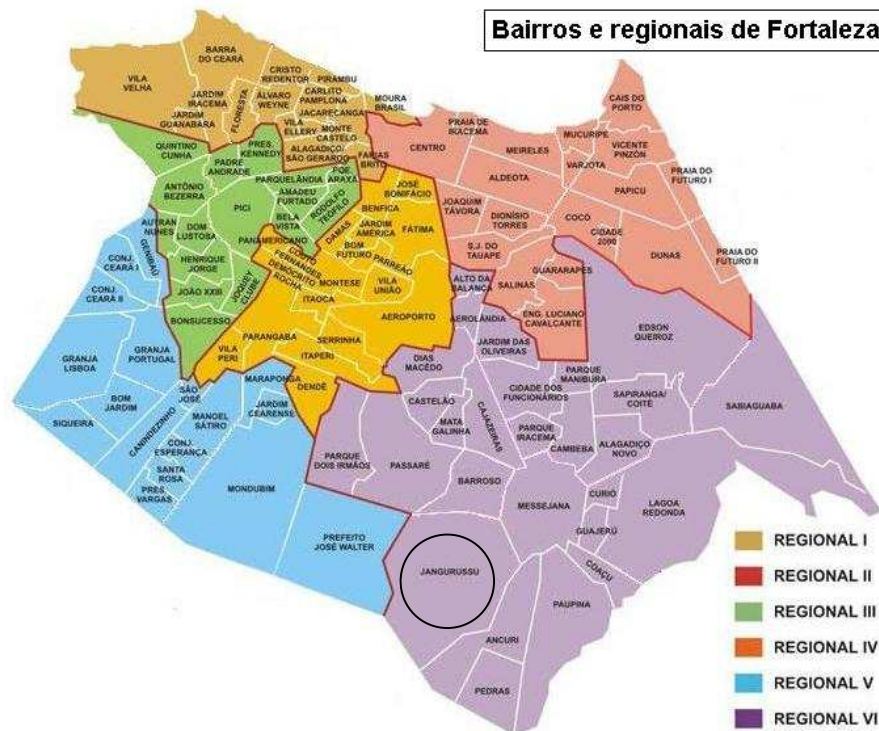 Bairros e regionais de Fortaleza
BARRA
DO CEARÁ
VILA
VELHA
CRISTO
REDENTOR
PIRAMBU
JARDIM
IRACEMA
FLORESTA
ÁLVARO
WEYNE
CARLITO
PAMPLONA
JACARECANGA
MOURA
BRASIL
JARDIM
GUANABARA
VILA
ELLERY
MONTE
CASTELO
ALAGADIÇO/
SÃO GERARDO
FARIAS
BRITO
CAIS DO
PORTO
PRAIA DE
IRACEMA
MUCURIPE
CENTRO
MEIRELES
VICENTE
PINZÓN
VARJOTA
ALDEOTA
PRAIA DO
FUTURO I
PAPICU
JOAQUIM
TÁVORA
DIONÍSIO
TORRES
COCÓ
CIDADE
2000
DUNAS
PRAIA DO
FUTURO II
S.J. DO
TAUAPE
GUARARAPES
SALINAS
ENG. LUCIANO
CAVALCANTE
QUINTINO
CUNHA
PRES.
KENNEDY
PADRE
ANDRADE
PARQUELÂNDIA
PQE
ARAXÁ
AMADEU
FURTADO
RODOLFO
TEÓFILO
ANTÔNIO
BEZERRA
PICI
BELA
VISTA
AUTRAN
NUNES
DOM
LUSTOSA
PANAMERICANO
HENRIQUE
JORGE
JOÃO XXIII
JOQUEY
CLUBE
BONSUCESSO
JOSÉ
BONIFÁCIO
BENFICA
DAMAS
JARDIM
AMÉRICA
FÁTIMA
BOM
FUTURO
PARREÃO
COUTO
FERNANDES
DEMÓCRITO
ROCHA
MONTESE
VILA
UNIÃO
ITAOCA
AEROPORTO
VILA
PERI
PARANGABA
SERRINHA
ITAPERI
DENDÊ
GENIBAÚ
CONJ.
CEARÁ I
CONJ.
CEARÁ II
GRANJA
LISBOA
GRANJA
PORTUGAL
BOM
JARDIM
SIQUEIRA
CANINDEZINHO
SÃO
JOSÉ
MANOEL
SÁTIRO
MARAPONGA
JARDIM
CEARENSE
CONJ.
ESPERANÇA
SANTA
ROSA
PRES.
VARGAS
MONDUBIM
PREFEITO
JOSÉ WALTER
ALTO DA
BALANÇA
AEROLÂNDIA
JARDIM DAS
OLIVEIRAS
EDSON
QUEIROZ
DIAS
MACÊDO
PARQUE
MANIBURA
CIDADE DOS
FUNCIONÁRIOS
SAPIRANGA/
COITÉ
SABIAGUABA
CASTELÃO
MATA
GALINHA
CAJAZEIRAS
PARQUE
IRACEMA
CAMBEBA
ALAGADIÇO
NOVO
PARQUE
DOIS IRMÃOS
PASSARÉ
BARROSO
MESSEJANA
CURIÓ
LAGOA
REDONDA
GUAJERÚ
COAÇU
JANGURUSSU
PAUPINA
ANCURI
PEDRAS
REGIONAL I
REGIONAL II
REGIONAL III
REGIONAL IV
REGIONAL V
REGIONAL VI